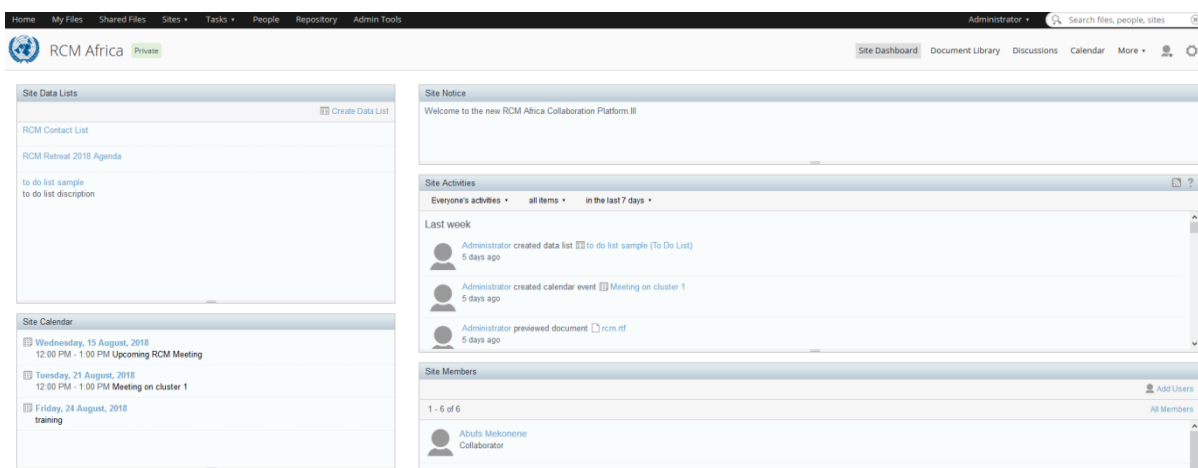 Home My Files Shared Files Sites Tasks People Repository Admin Tools Administrator Search files, people, sites
RCM Africa Private Site Dashboard Document Library Discussions Calendar More
Site Data Lists
Create Data List
RCM Contact List
RCM Retreat 2018 Agenda
to do list sample
to do list discription
Site Calendar
Wednesday, 15 August, 2018
12:00 PM - 1:00 PM Upcoming RCM Meeting
Tuesday, 21 August, 2018
12:00 PM - 1:00 PM Meeting on cluster 1
Friday, 24 August, 2018
training
Site Notice
Welcome to the new RCM Africa Collaboration Platform.III
Site Activities ?
Everyone's activities all items in the last 7 days
Last week
Administrator created data list to do list sample (To Do List)
5 days ago
Administrator created calendar event Meeting on cluster 1
5 days ago
Administrator previewed document rcm.rtf
5 days ago
Site Members
Add Users
1 - 6 of 6 All Members
Abuts Mekonene
Collaborator